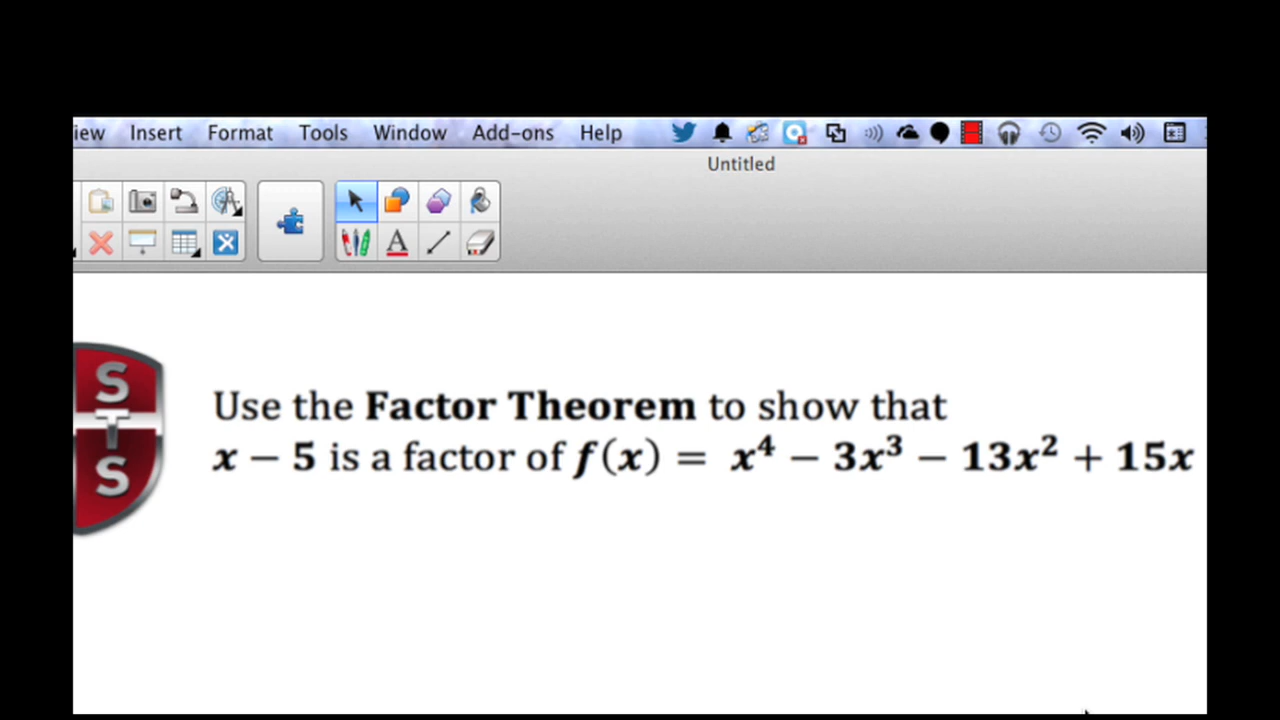 iew Insert Format Tools Window Add-ons Help
Untitled
A
S
T
S
Use the Factor Theorem to show that
x − 5 is a factor of f(x) = x⁴ − 3x³ − 13x² + 15x